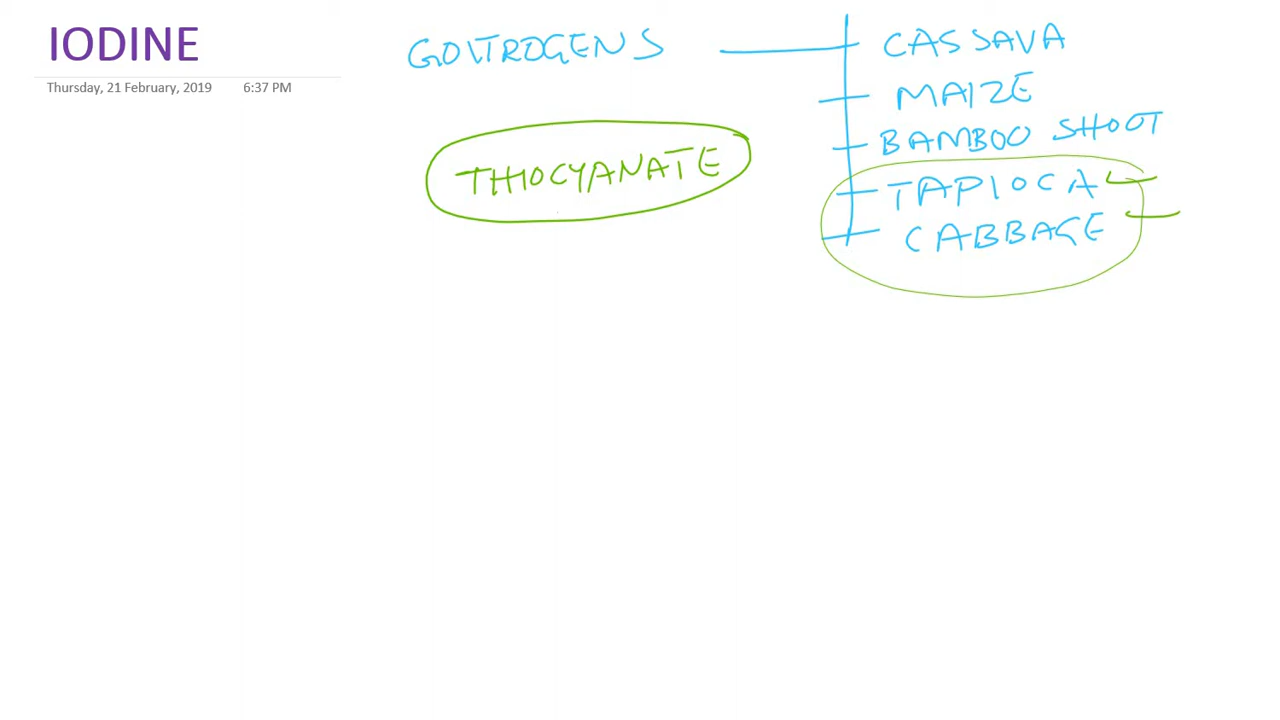 IODINE
Thursday, 21 February, 2019 6:37 PM
GOITROGENS
CASSAVA
MAIZE
BAMBOO SHOOT
THIOCYANATE
TAPIOCA
CABBAGE